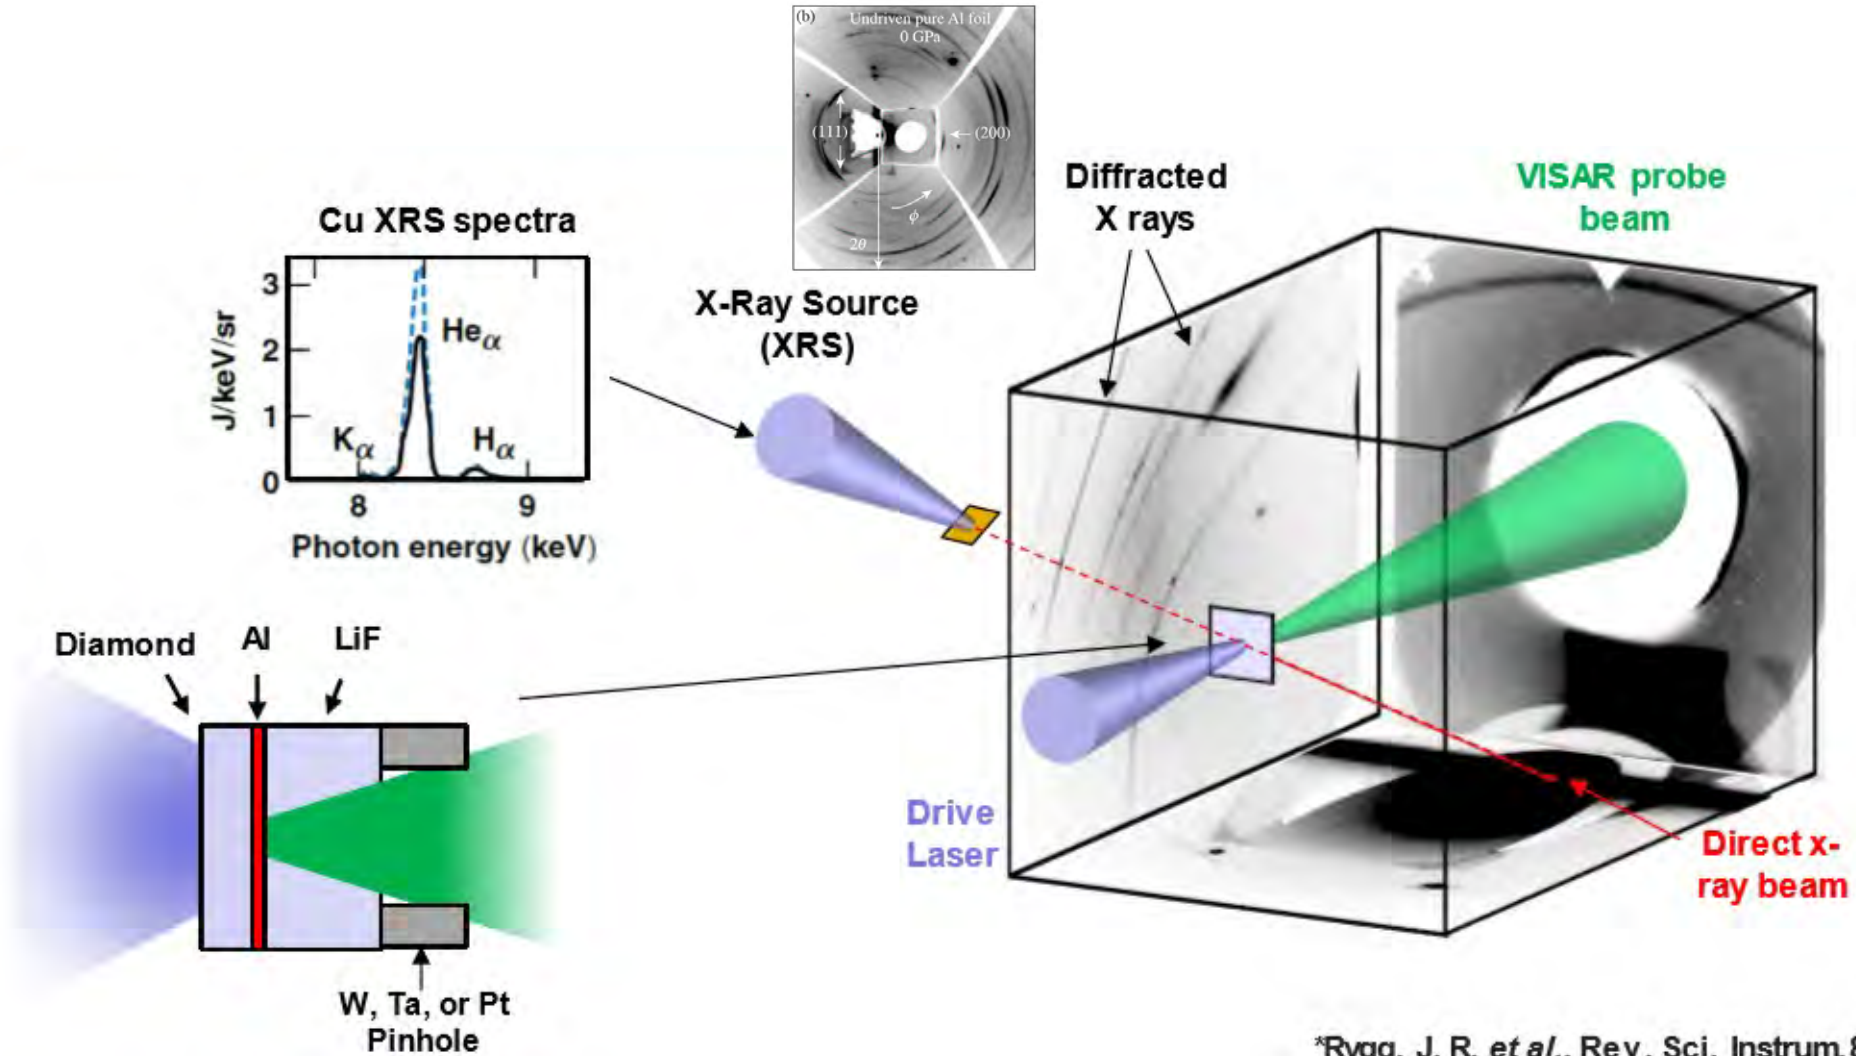 (b)
Undriven pure Al foil
0 GPa
(111)
(200)
ϕ
2θ
Diffracted
X rays
VISAR probe
beam
Cu XRS spectra
3
2
1
0
J/keV/sr
Heα
Kα
Hα
8
9
Photon energy (keV)
X-Ray Source
(XRS)
Diamond
Al
LiF
W, Ta, or Pt
Pinhole
Drive
Laser
Direct x-
ray beam
*Rygg, J. R. et al., Rev. Sci. Instrum.